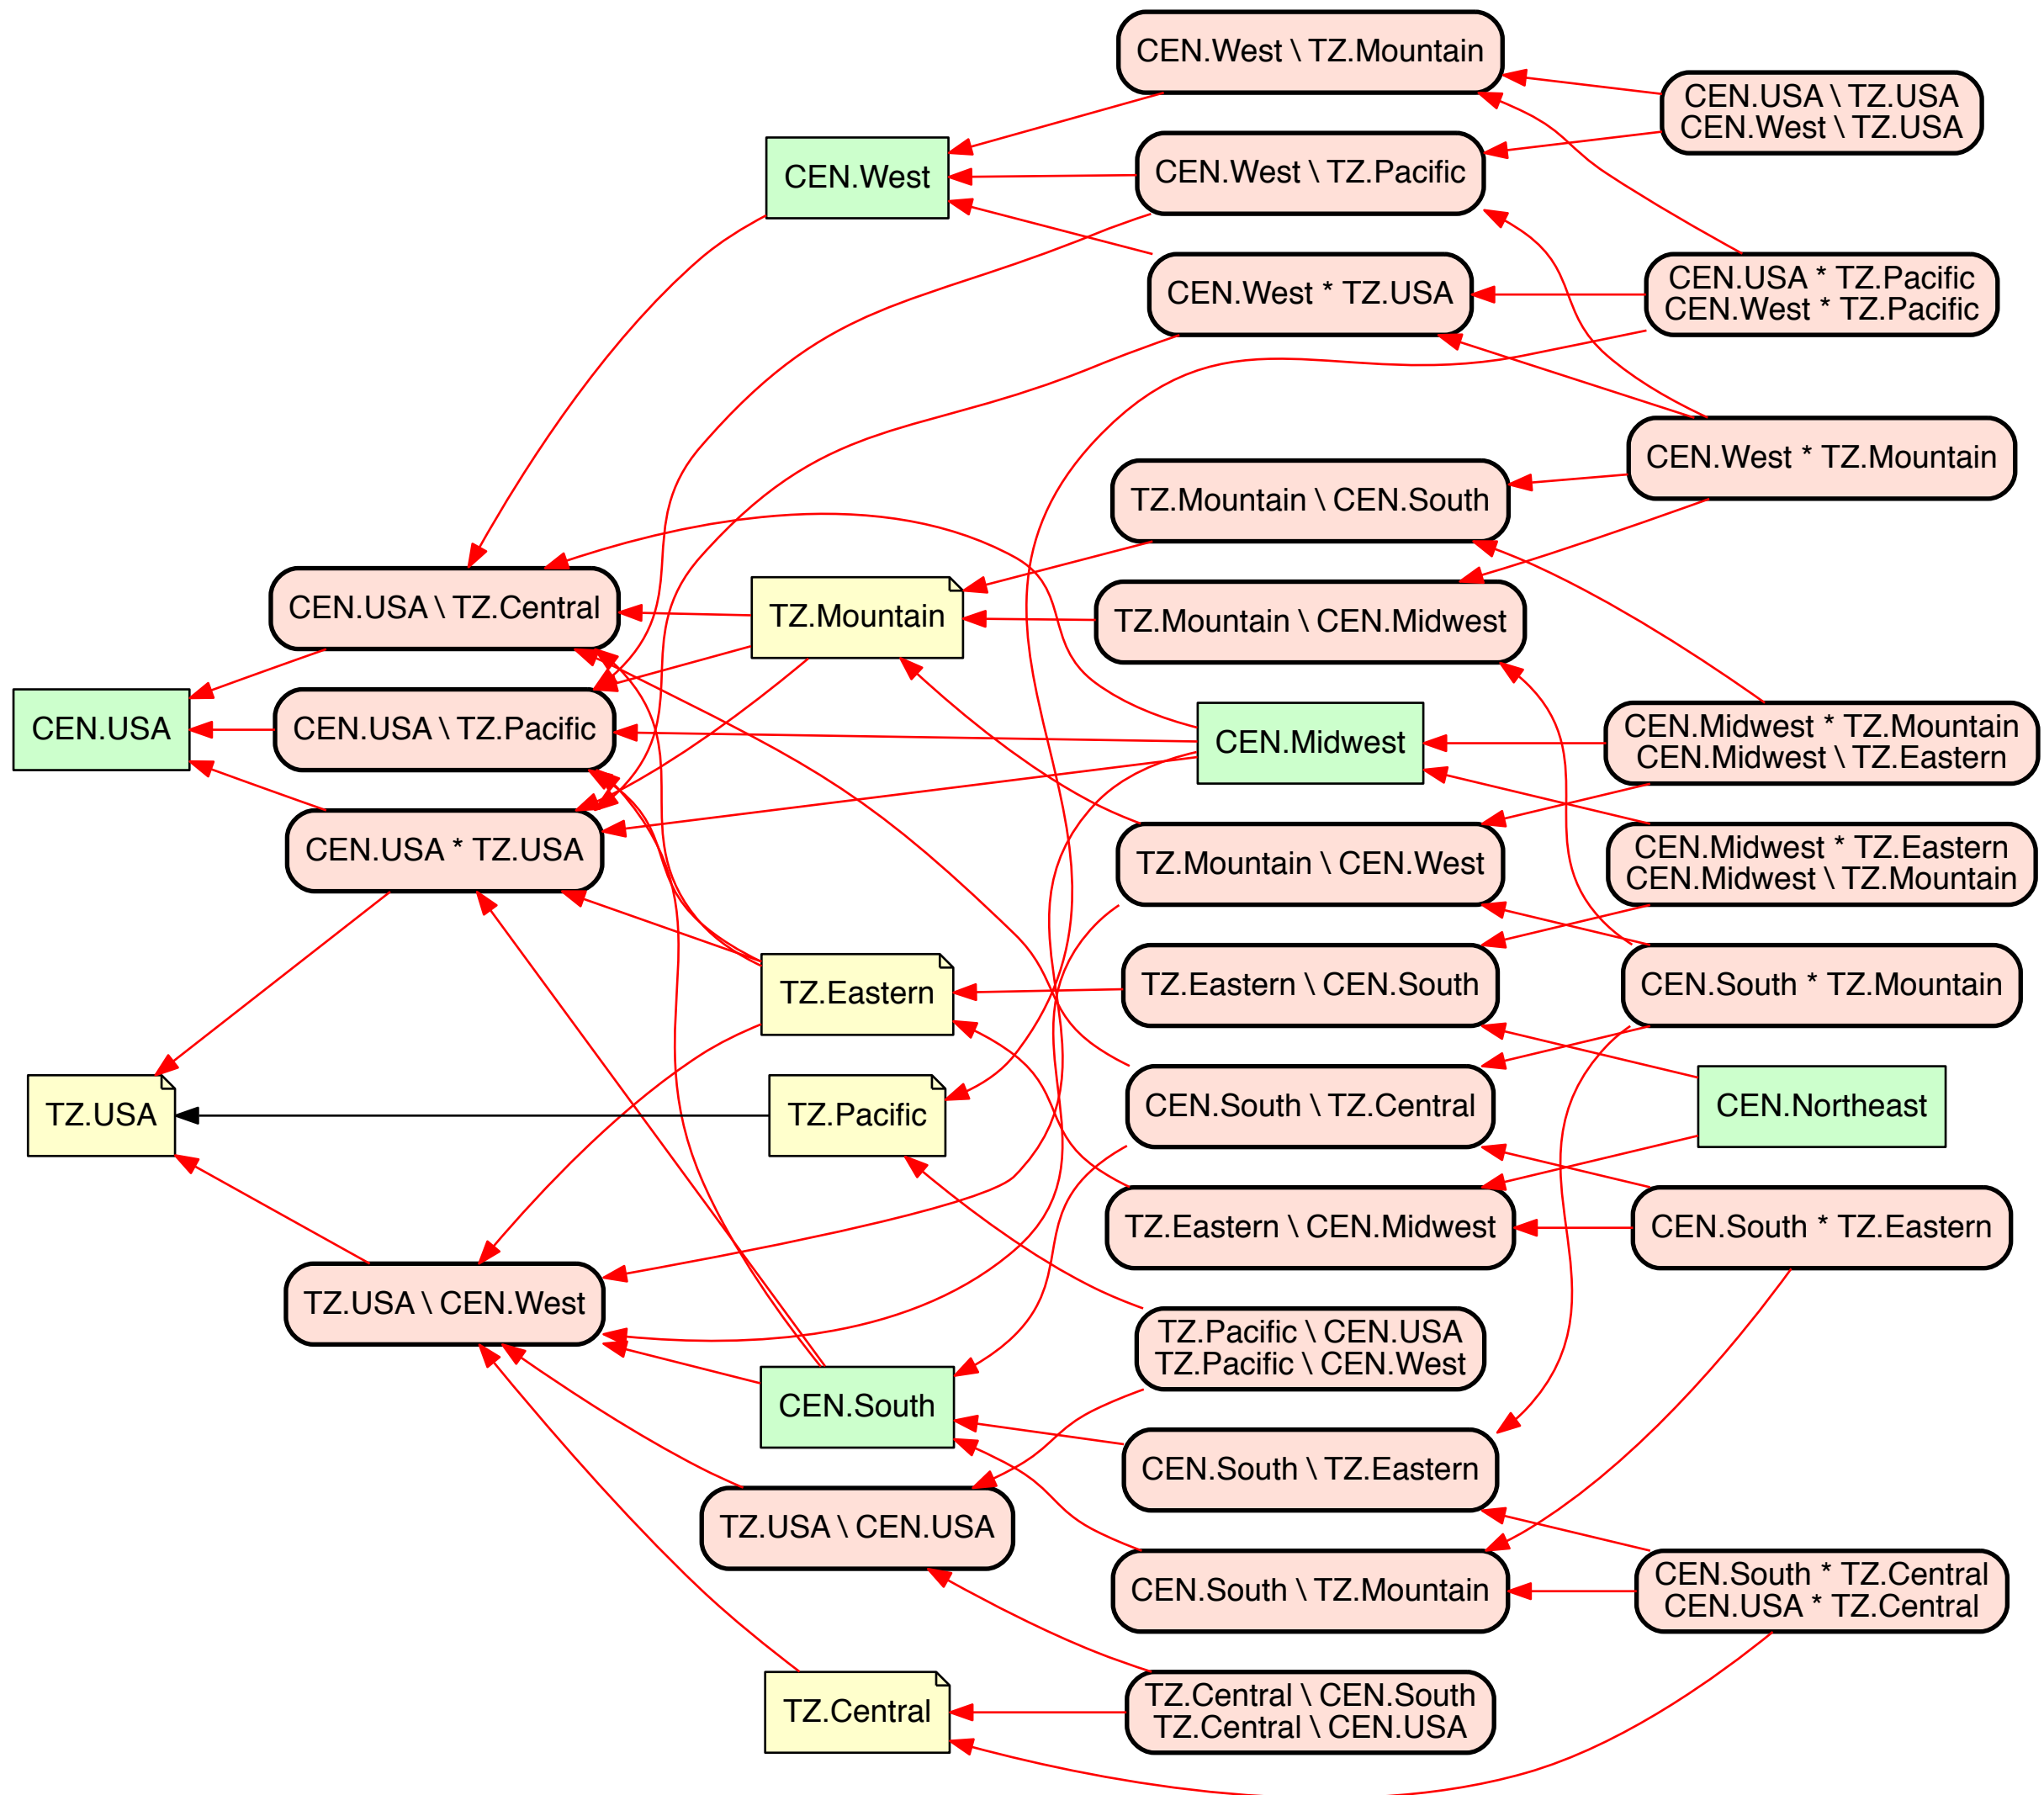 CEN.West \ TZ.Mountain
CEN.USA \ TZ.USA
CEN.West \ TZ.USA
CEN.West
CEN.West \ TZ.Pacific
CEN.West * TZ.USA
CEN.USA * TZ.Pacific
CEN.West * TZ.Pacific
CEN.West * TZ.Mountain
TZ.Mountain \ CEN.South
CEN.USA \ TZ.Central
TZ.Mountain
TZ.Mountain \ CEN.Midwest
CEN.USA
CEN.USA \ TZ.Pacific
CEN.Midwest
CEN.Midwest * TZ.Mountain
CEN.Midwest \ TZ.Eastern
CEN.USA * TZ.USA
TZ.Mountain \ CEN.West
CEN.Midwest * TZ.Eastern
CEN.Midwest \ TZ.Mountain
TZ.Eastern
TZ.Eastern \ CEN.South
CEN.South * TZ.Mountain
TZ.USA
TZ.Pacific
CEN.South \ TZ.Central
CEN.Northeast
TZ.Eastern \ CEN.Midwest
CEN.South * TZ.Eastern
TZ.USA \ CEN.West
TZ.Pacific \ CEN.USA
TZ.Pacific \ CEN.West
CEN.South
CEN.South \ TZ.Eastern
TZ.USA \ CEN.USA
CEN.South \ TZ.Mountain
CEN.South * TZ.Central
CEN.USA * TZ.Central
TZ.Central
TZ.Central \ CEN.South
TZ.Central \ CEN.USA